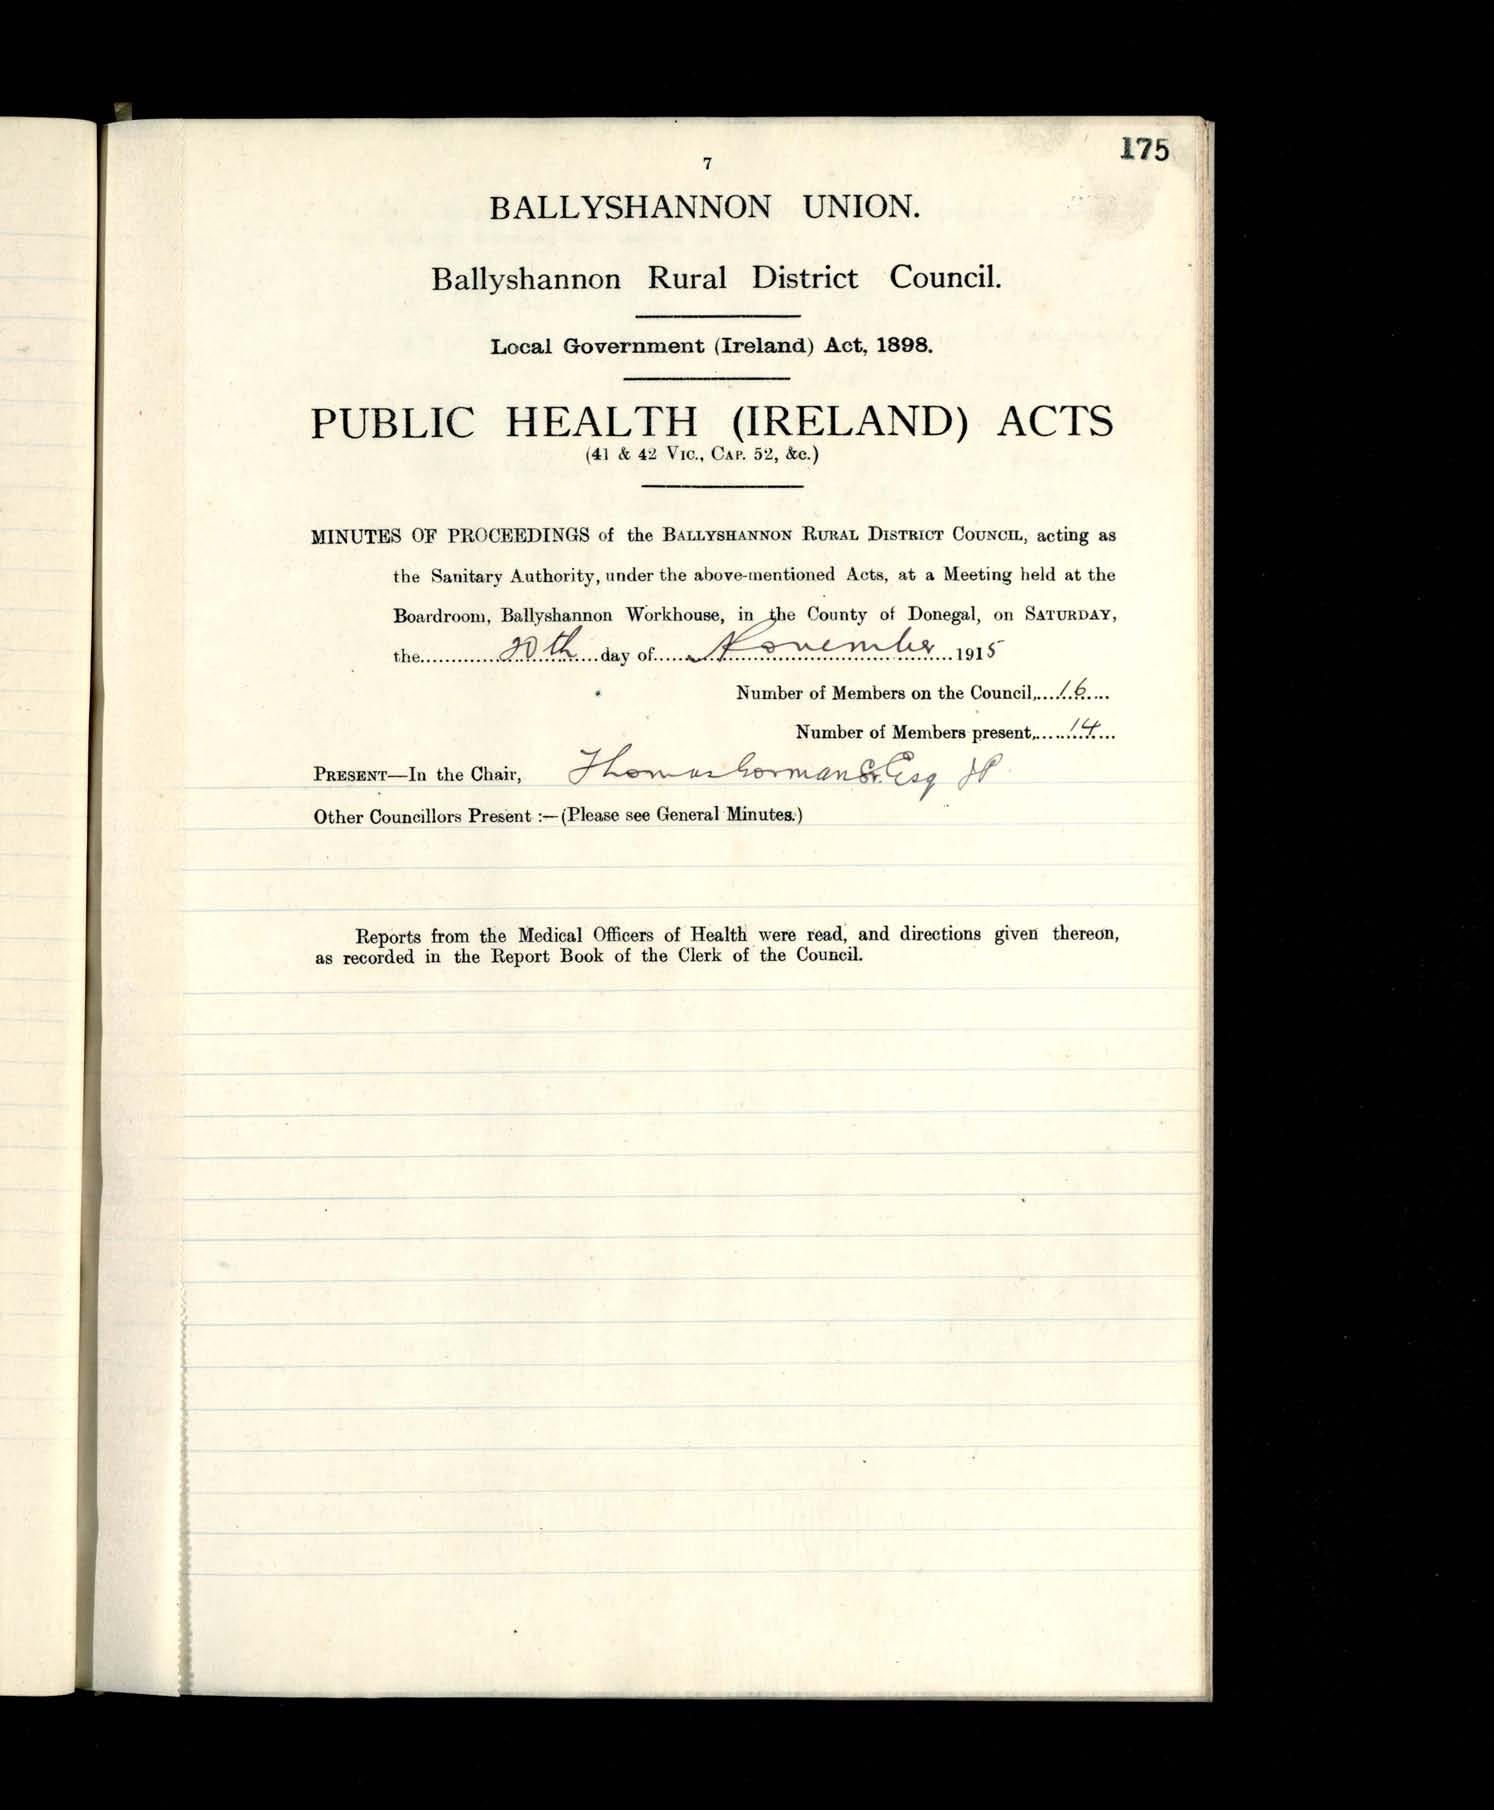 175
7
BALLYSHANNON UNION.
Ballyshannon Rural District Council.
Local Government (Ireland) Act, 1898.
PUBLIC HEALTH (IRELAND) ACTS
(41 & 42 VIC., CAP. 52, &c.)
MINUTES OF PROCEEDINGS of the BALLYSHANNON RURAL DISTRICT COUNCIL, acting as
the Sanitary Authority, under the above-mentioned Acts, at a Meeting held at the
Boardroom, Ballyshannon Workhouse, in the County of Donegal, on SATURDAY,
the 20th day of November 1915
Number of Members on the Council, 16
Number of Members present, 14
PRESENT—In the Chair, Thomas Gorman Sr. Esq JP
Other Councillors Present :—(Please see General Minutes.)
Reports from the Medical Officers of Health were read, and directions given thereon,
as recorded in the Report Book of the Clerk of the Council.